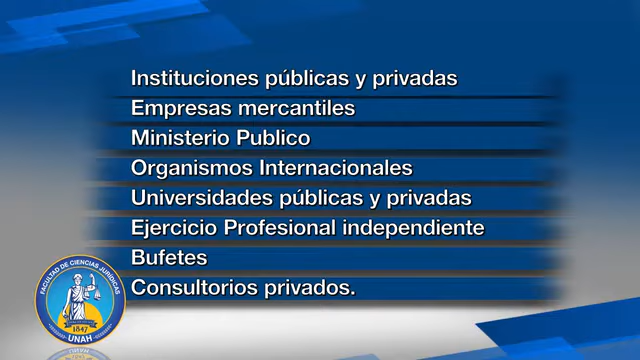 Instituciones públicas y privadas
Empresas mercantiles
Ministerio Publico
Organismos Internacionales
Universidades públicas y privadas
Ejercicio Profesional independiente
Bufetes
Consultorios privados.
FACULTAD DE CIENCIAS JURÍDICAS
1847
UNAH